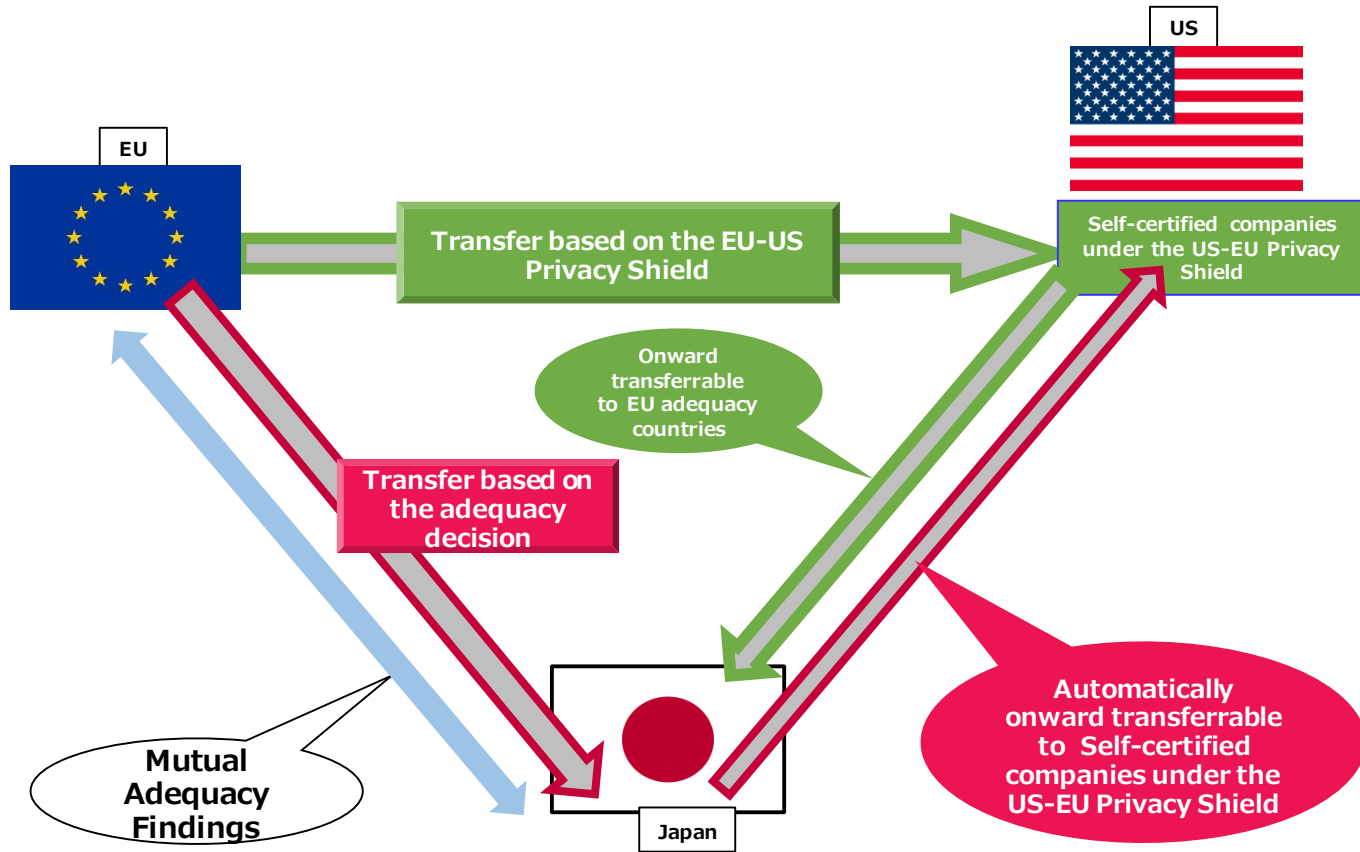 US
EU
Transfer based on the EU-US
Privacy Shield
Self-certified companies
under the US-EU Privacy
Shield
Onward
transferrable
to EU adequacy
countries
Transfer based on
the adequacy
decision
Mutual
Adequacy
Findings
Automatically
onward transferrable
to Self-certified
companies under the
US-EU Privacy Shield
Japan